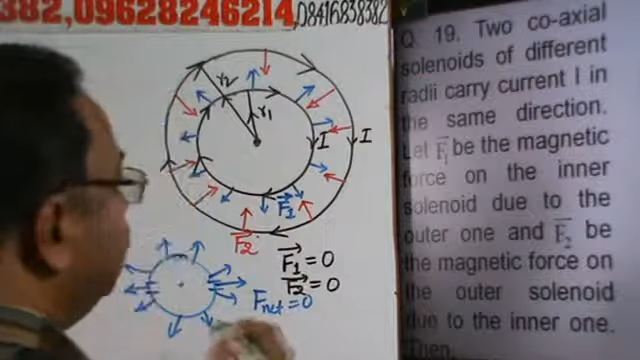 382,09628246214,08416838382
r₂
r₁
I
I
F₁
F₂
F₁ = 0
F₂ = 0
Fnet = 0
Q 19. Two co-axial
solenoids of different
radii carry current I in
the same direction.
Let F₁ be the magnetic
force on the inner
solenoid due to the
outer one and F₂ be
the magnetic force on
the outer solenoid
due to the inner one.
Then